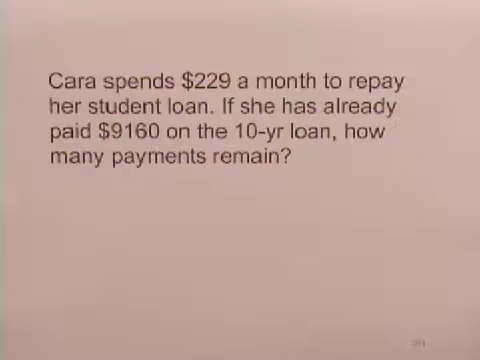 Cara spends $229 a month to repay
her student loan. If she has already
paid $9160 on the 10-yr loan, how
many payments remain?